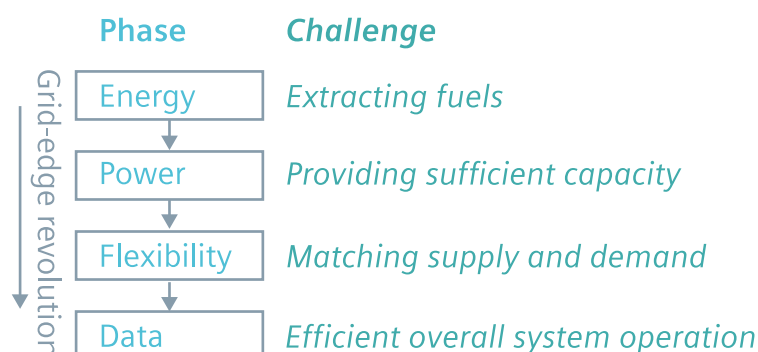 Phase Challenge
Grid-edge revolution
Energy Extracting fuels
Power Providing sufficient capacity
Flexibility Matching supply and demand
Data Efficient overall system operation